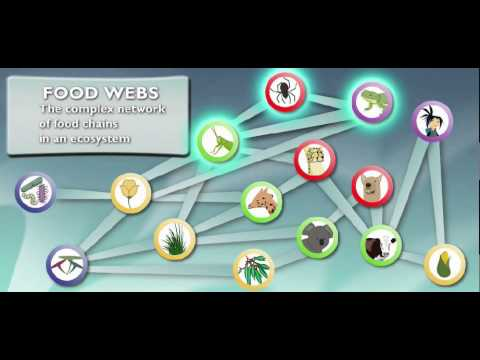 FOOD WEBS
The complex network
of food chains
in an ecosystem